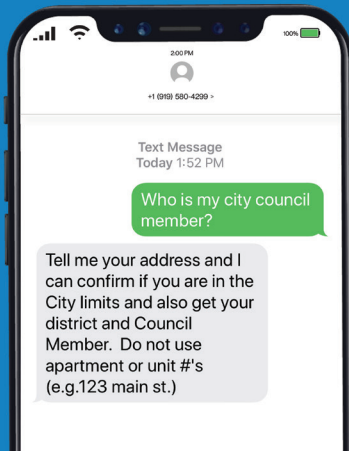 100%
2:00 PM
+1 (919) 580-4299 >
Text Message
Today 1:52 PM
Who is my city council
member?
Tell me your address and I
can confirm if you are in the
City limits and also get your
district and Council
Member. Do not use
apartment or unit #'s
(e.g.123 main st.)